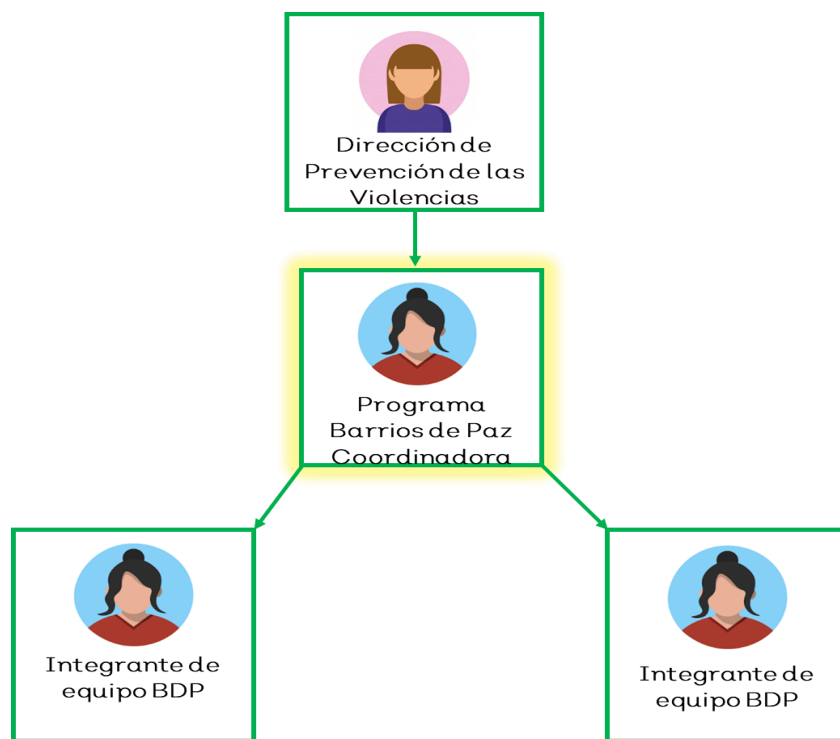 Dirección de
Prevención de las
Violencias
Programa
Barrios de Paz
Coordinadora
Integrante de
equipo BDP
Integrante de
equipo BDP